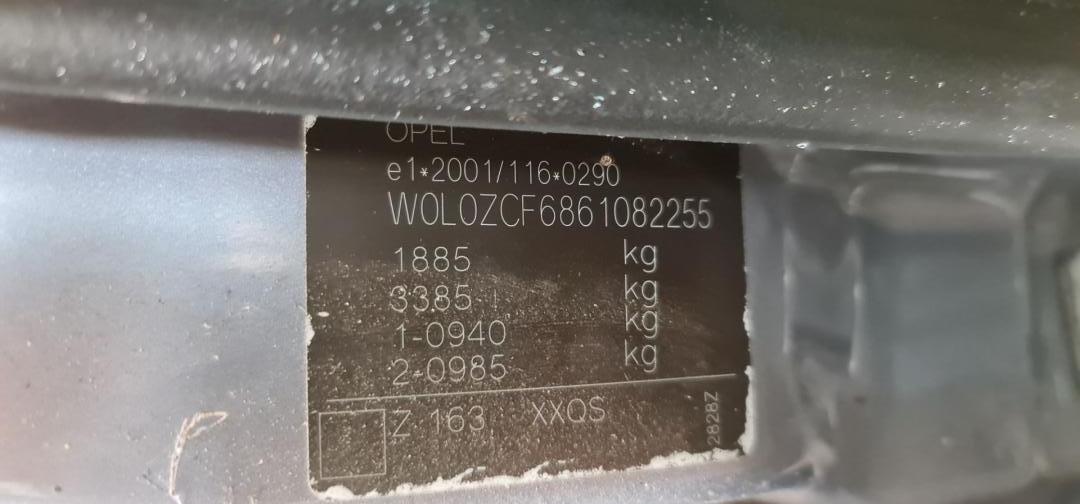 OPEL
e1*2001/116*0290
W0L0ZCF6861082255
1885 kg
3385 kg
1-0940 kg
2-0985 kg
Z 163 XXQS